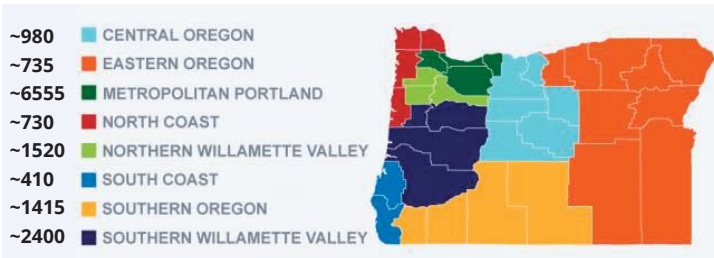 ~980 CENTRAL OREGON
~735 EASTERN OREGON
~6555 METROPOLITAN PORTLAND
~730 NORTH COAST
~1520 NORTHERN WILLAMETTE VALLEY
~410 SOUTH COAST
~1415 SOUTHERN OREGON
~2400 SOUTHERN WILLAMETTE VALLEY